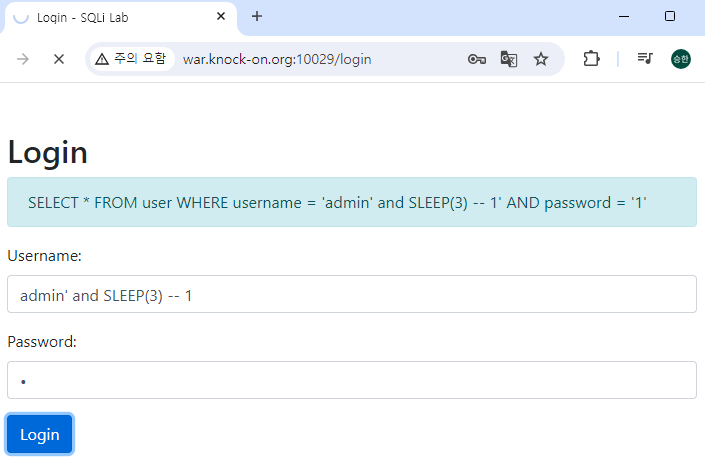 Login - SQLi Lab
주의 요함 war.knock-on.org:10029/login 승한
Login
SELECT * FROM user WHERE username = 'admin' and SLEEP(3) -- 1' AND password = '1'
Username:
admin' and SLEEP(3) -- 1
Password:
Login